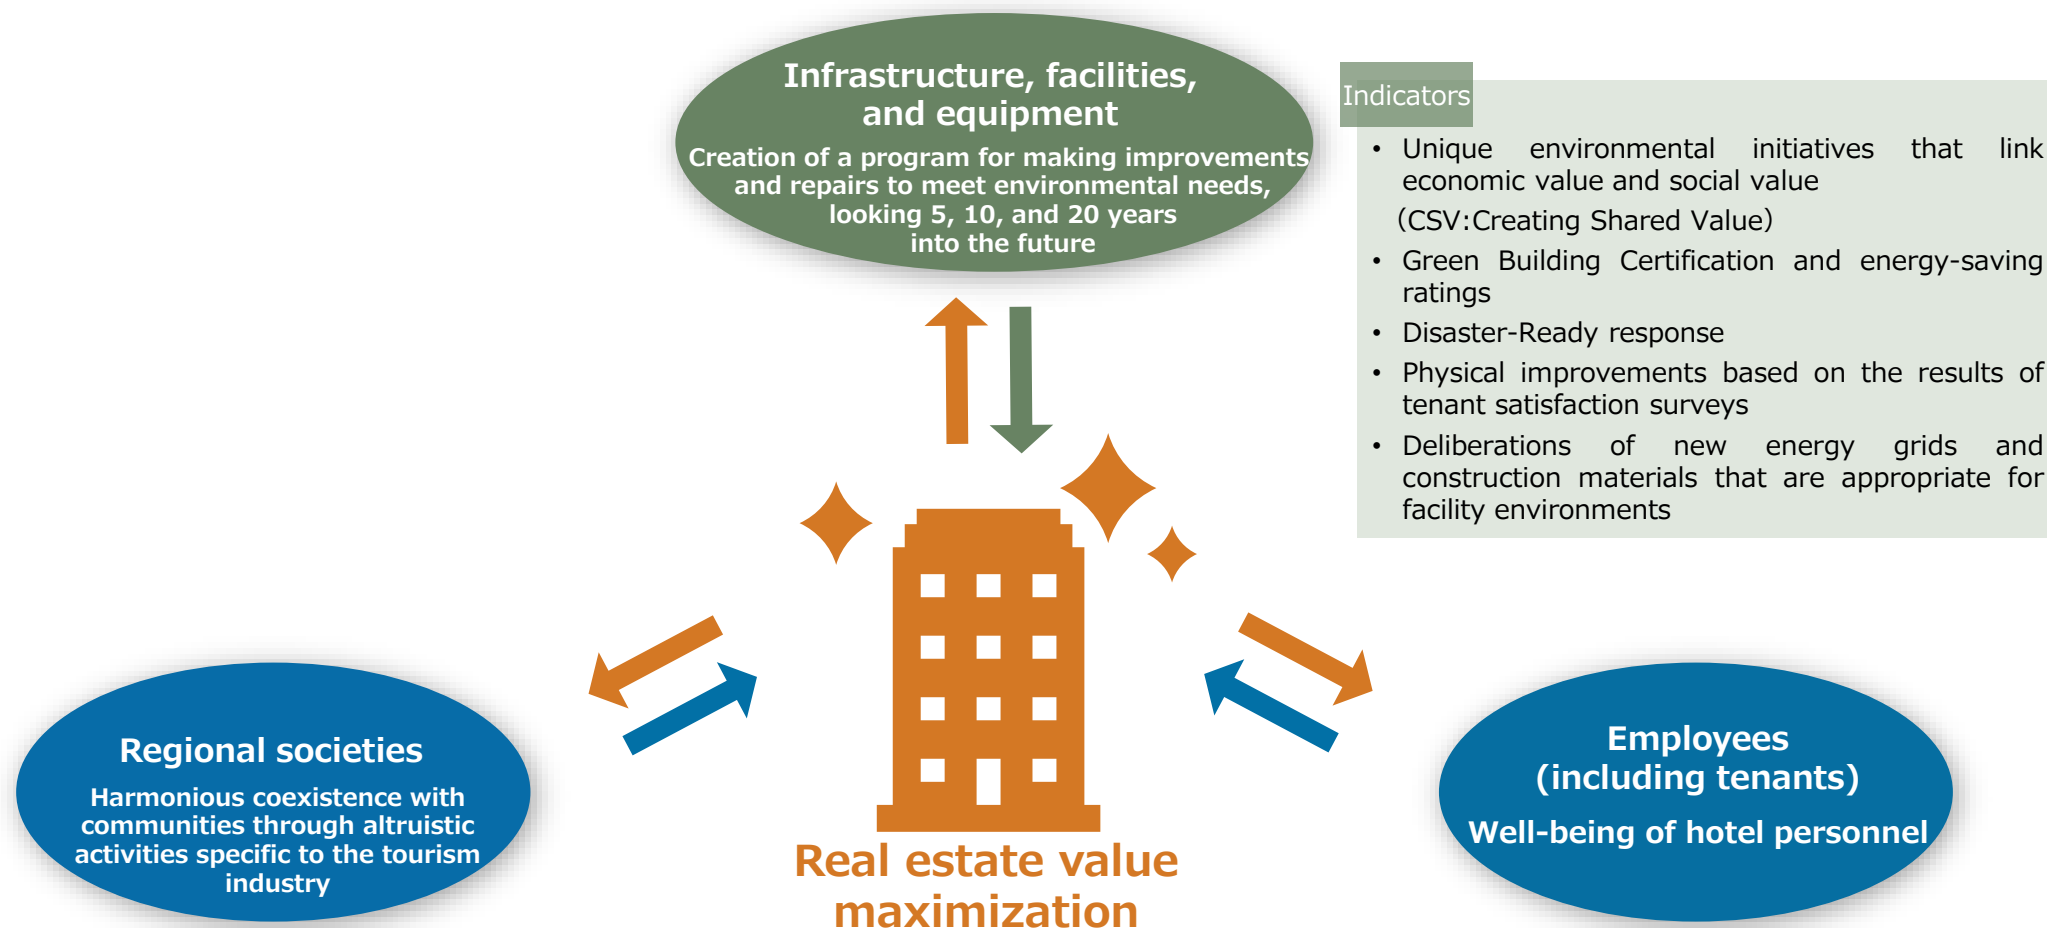 Infrastructure, facilities,
and equipment
Creation of a program for making improvements
and repairs to meet environmental needs,
looking 5, 10, and 20 years
into the future
Indicators
• Unique environmental initiatives that link
economic value and social value
（CSV:Creating Shared Value）
• Green Building Certification and energy-saving
ratings
• Disaster-Ready response
• Physical improvements based on the results of
tenant satisfaction surveys
• Deliberations of new energy grids and
construction materials that are appropriate for
facility environments
Regional societies
Harmonious coexistence with
communities through altruistic
activities specific to the tourism
industry
Real estate value
maximization
Employees
(including tenants)
Well-being of hotel personnel